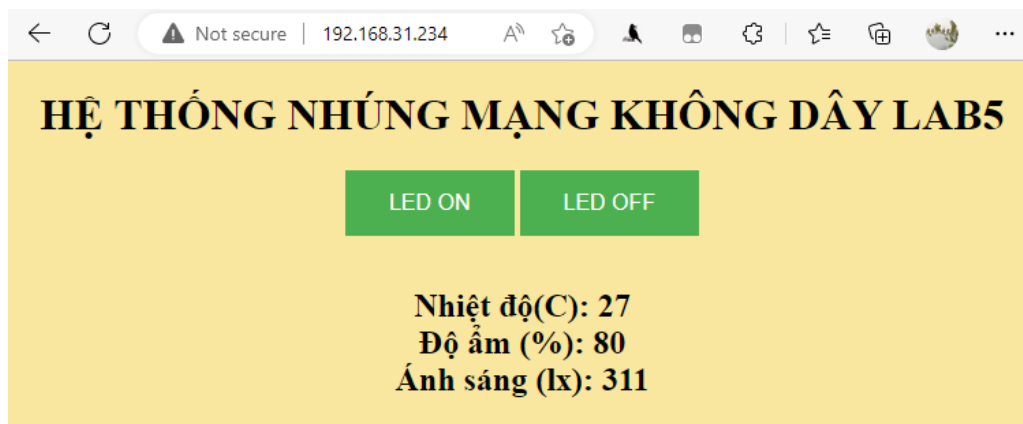 Not secure | 192.168.31.234
HỆ THỐNG NHÚNG MẠNG KHÔNG DÂY LAB5
LED ON LED OFF
Nhiệt độ(C): 27
Độ ẩm (%): 80
Ánh sáng (lx): 311